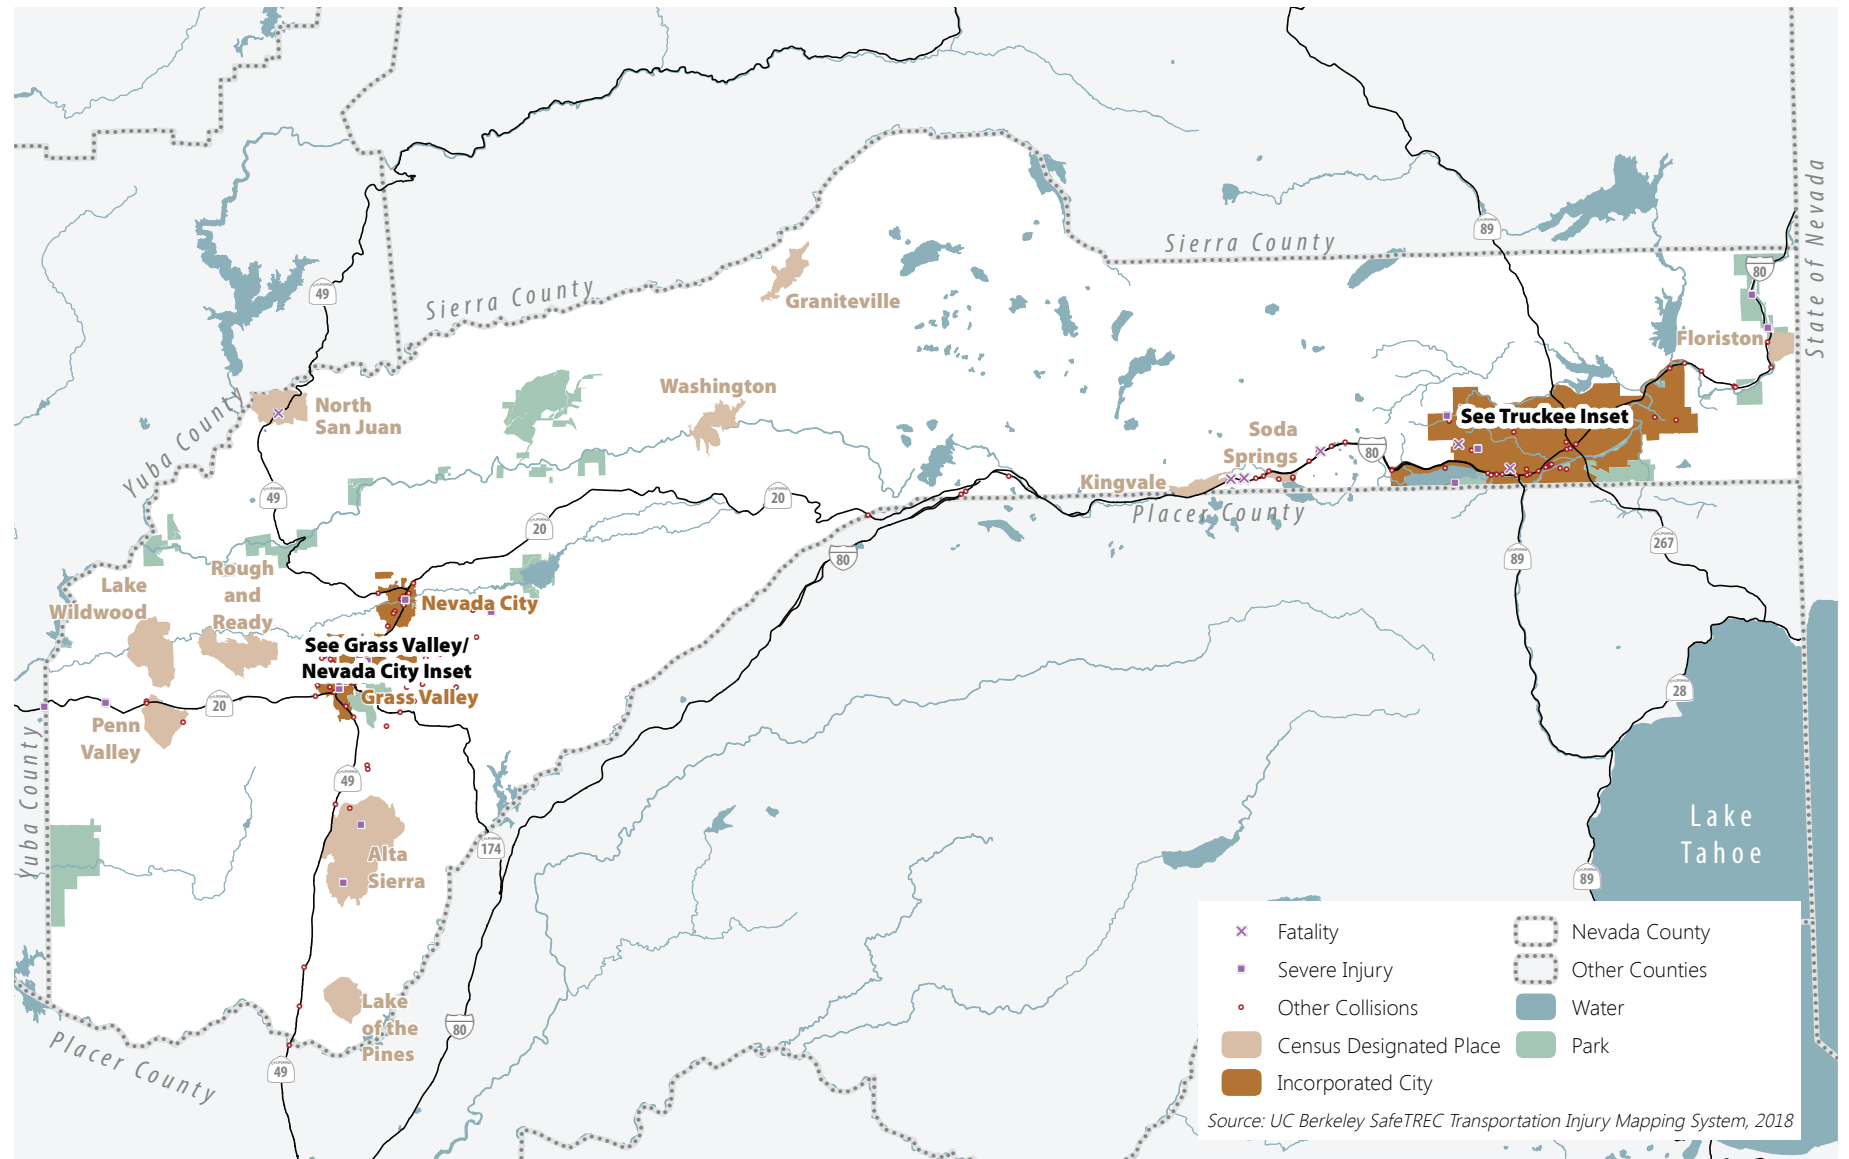 Sierra County
State of Nevada
89
80
49
Sierra County
Graniteville
Floriston
Washington
North
San Juan
See Truckee Inset
Yuba County
Soda
Springs
80
Kingvale
49
20
20
Placer County
80
89
267
Rough
and
Ready
Lake
Wildwood
Nevada City
See Grass Valley/
Nevada City Inset
Grass Valley
20
28
Penn
Valley
Yuba County
49
174
Alta
Sierra
Lake
Tahoe
89
Lake
of the
Pines
80
Placer County
49
Fatality
Severe Injury
Other Collisions
Census Designated Place
Incorporated City
Nevada County
Other Counties
Water
Park
Source: UC Berkeley SafeTREC Transportation Injury Mapping System, 2018